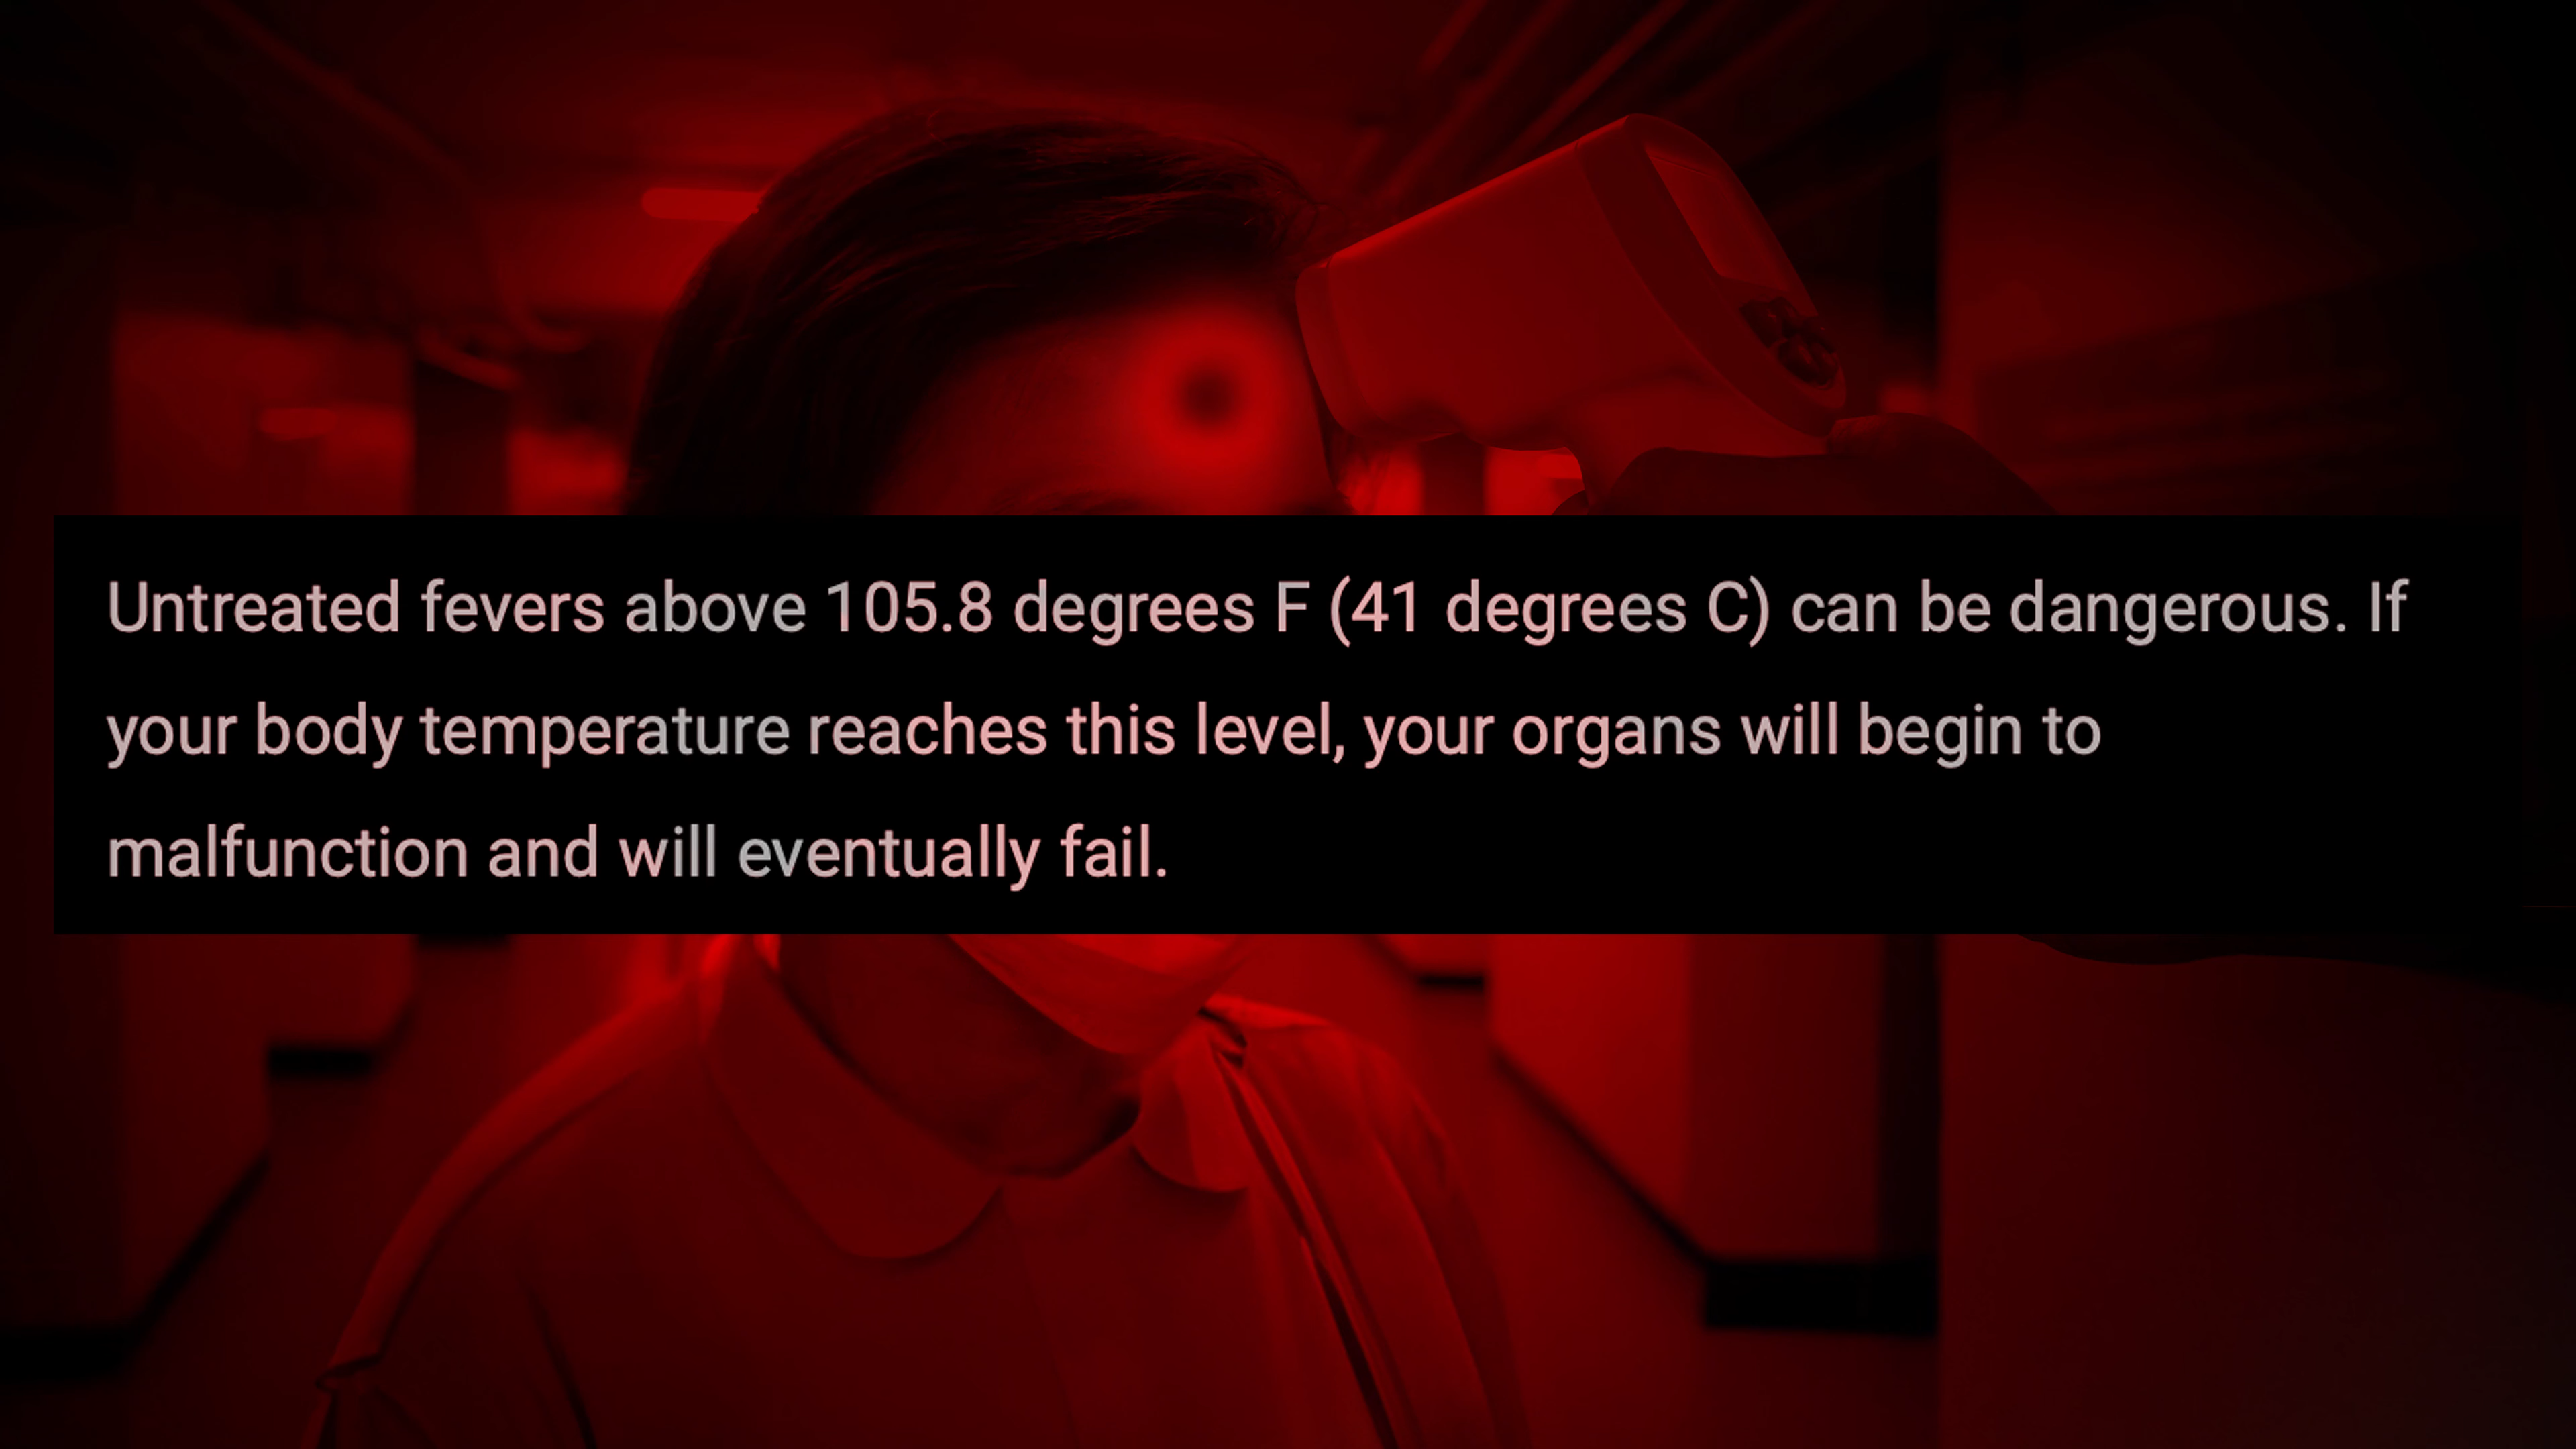 Untreated fevers above 105.8 degrees F (41 degrees C) can be dangerous. If
your body temperature reaches this level, your organs will begin to
malfunction and will eventually fail.